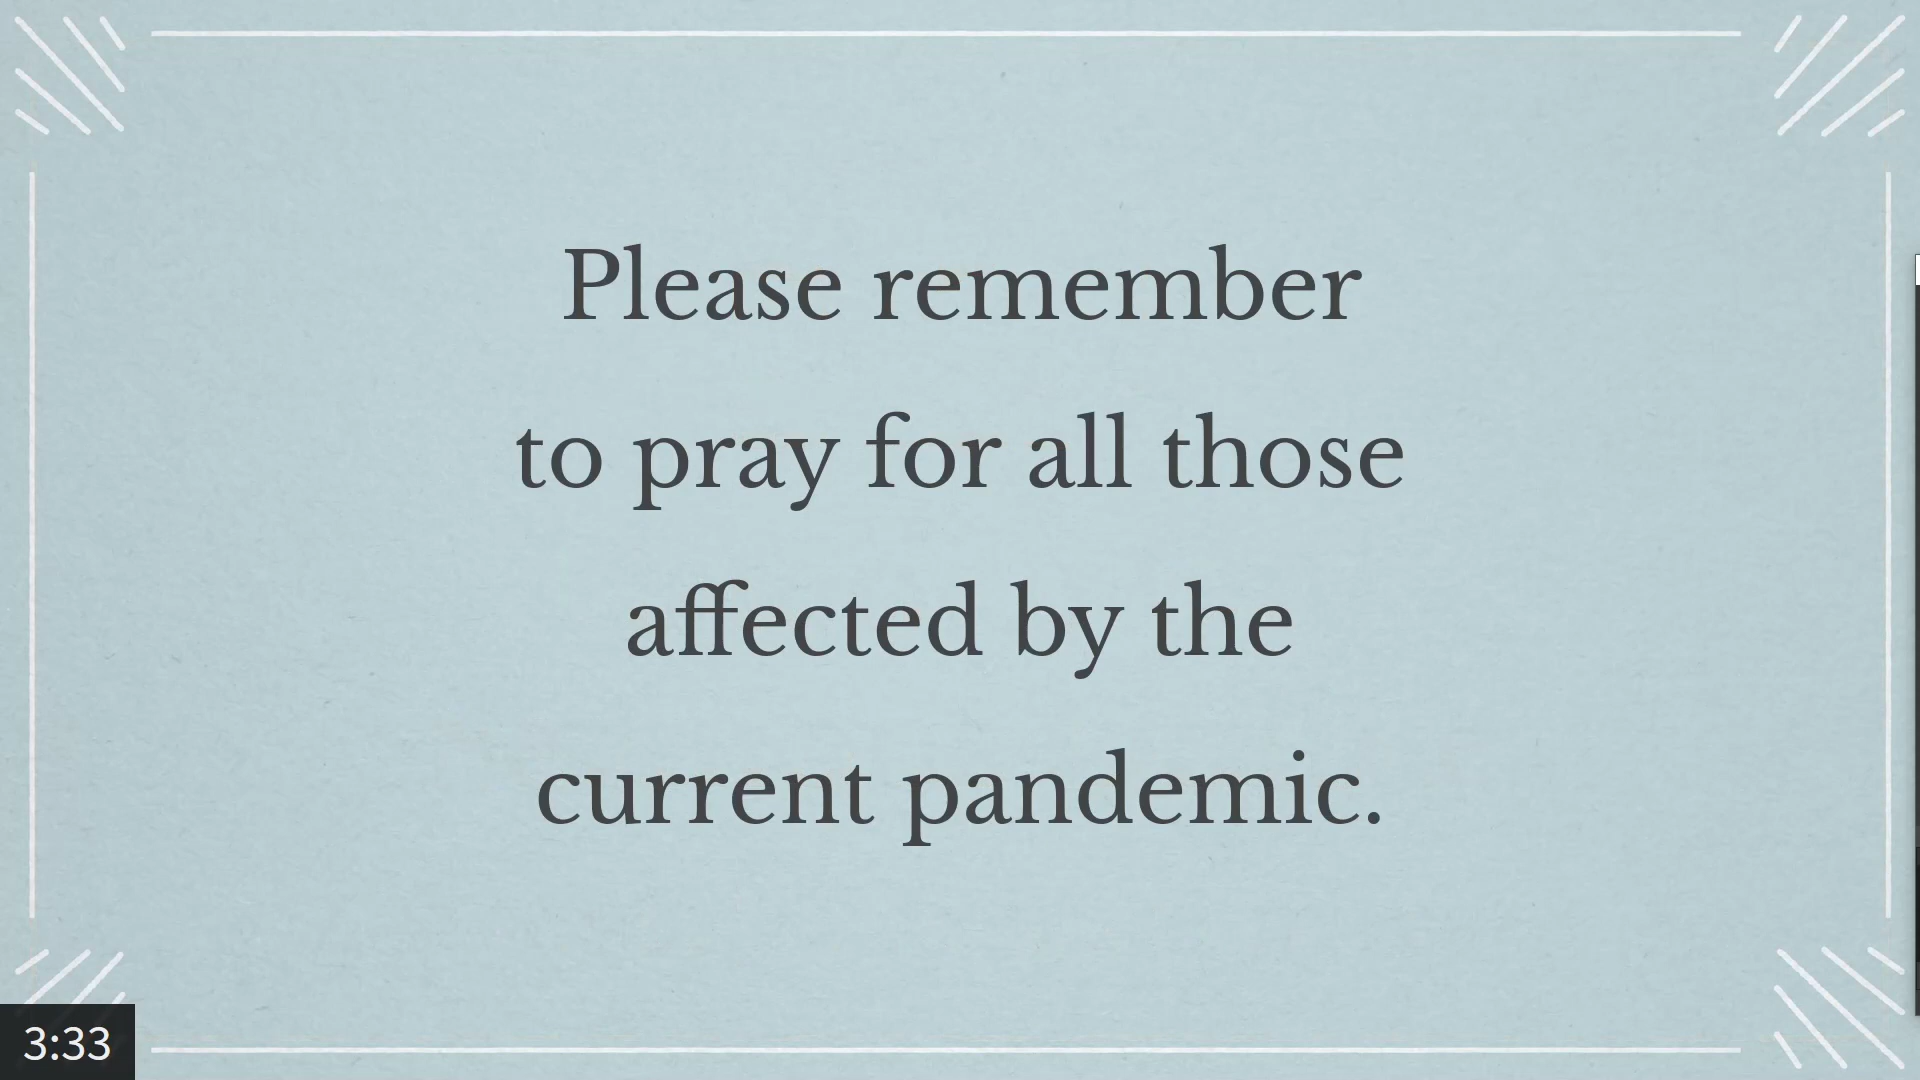 Please remember
to pray for all those
affected by the
current pandemic.
3:33